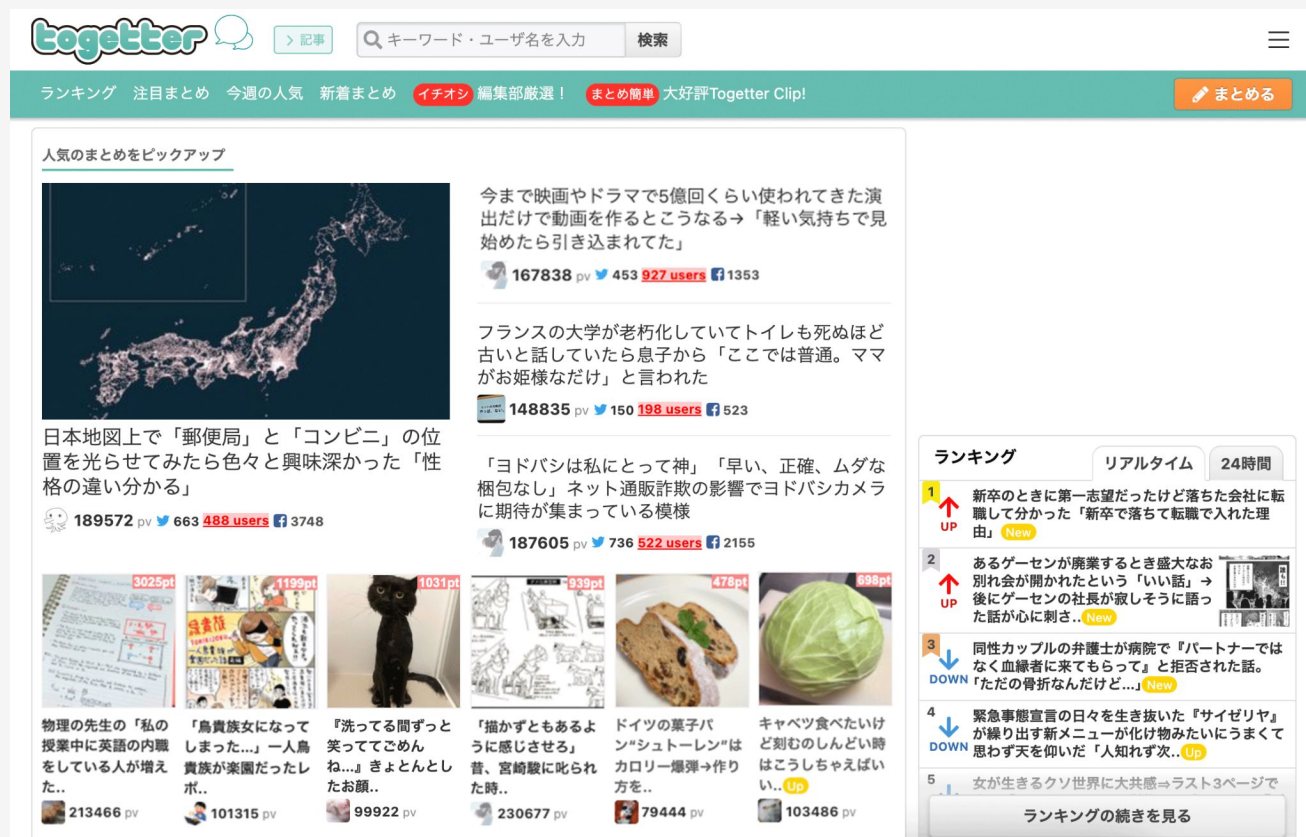 togetter
> 記事
キーワード・ユーザ名を入力
検索
ランキング 注目まとめ 今週の人気 新着まとめ イチオシ 編集部厳選！ まとめ簡単 大好評Togetter Clip!
まとめる
人気のまとめをピックアップ
日本地図上で「郵便局」と「コンビニ」の位
置を光らせてみたら色々と興味深かった「性
格の違い分かる」
189572 pv 663 488 users 3748
今まで映画やドラマで5億回くらい使われてきた演
出だけで動画を作るとこうなる→「軽い気持ちで見
始めたら引き込まれてた」
167838 pv 453 927 users 1353
フランスの大学が老朽化していてトイレも死ぬほど
古いと話していたら息子から「ここでは普通。ママ
がお姫様なだけ」と言われた
148835 pv 150 198 users 523
「ヨドバシは私にとって神」「早い、正確、ムダな
梱包なし」ネット通販詐欺の影響でヨドバシカメラ
に期待が集まっている模様
187605 pv 736 522 users 2155
3025pt
物理の先生の「私の
授業中に英語の内職
をしている人が増え
た..
213466 pv
1199pt
鳥貴族
「鳥貴族女になって
しまった...」一人鳥
貴族が楽園だったレ
ポ..
101315 pv
1031pt
『洗ってる間ずっと
笑っててごめん
ね...』きょとんとし
たお顔..
99922 pv
939pt
「描かずともあるよ
うに感じさせろ」
昔、宮崎駿に叱られ
た時..
230677 pv
478pt
ドイツの菓子パ
ン“シュトーレン”は
カロリー爆弾→作り
方を..
79444 pv
698pt
キャベツ食べたいけ
ど刻むのしんどい時
はこうしちゃえばい
い.. Up
103486 pv
ランキング
リアルタイム
24時間
1
UP
新卒のときに第一志望だったけど落ちた会社に転
職して分かった「新卒で落ちて転職で入れた理
由」 New
2
UP
あるゲーセンが廃業するとき盛大なお
別れ会が開かれたという「いい話」→
後にゲーセンの社長が寂しそうに語っ
た話が心に刺さ.. New
3
DOWN
同性カップルの弁護士が病院で『パートナーでは
なく血縁者に来てもらって』と拒否された話。
「ただの骨折なんだけど...」 New
4
DOWN
緊急事態宣言の日々を生き抜いた『サイゼリヤ』
が繰り出す新メニューが化け物みたいにうまくて
思わず天を仰いだ「人知れず次.. Up
5
女が生きるクソ世界に大共感⇒ラスト3ページで
ランキングの続きを見る